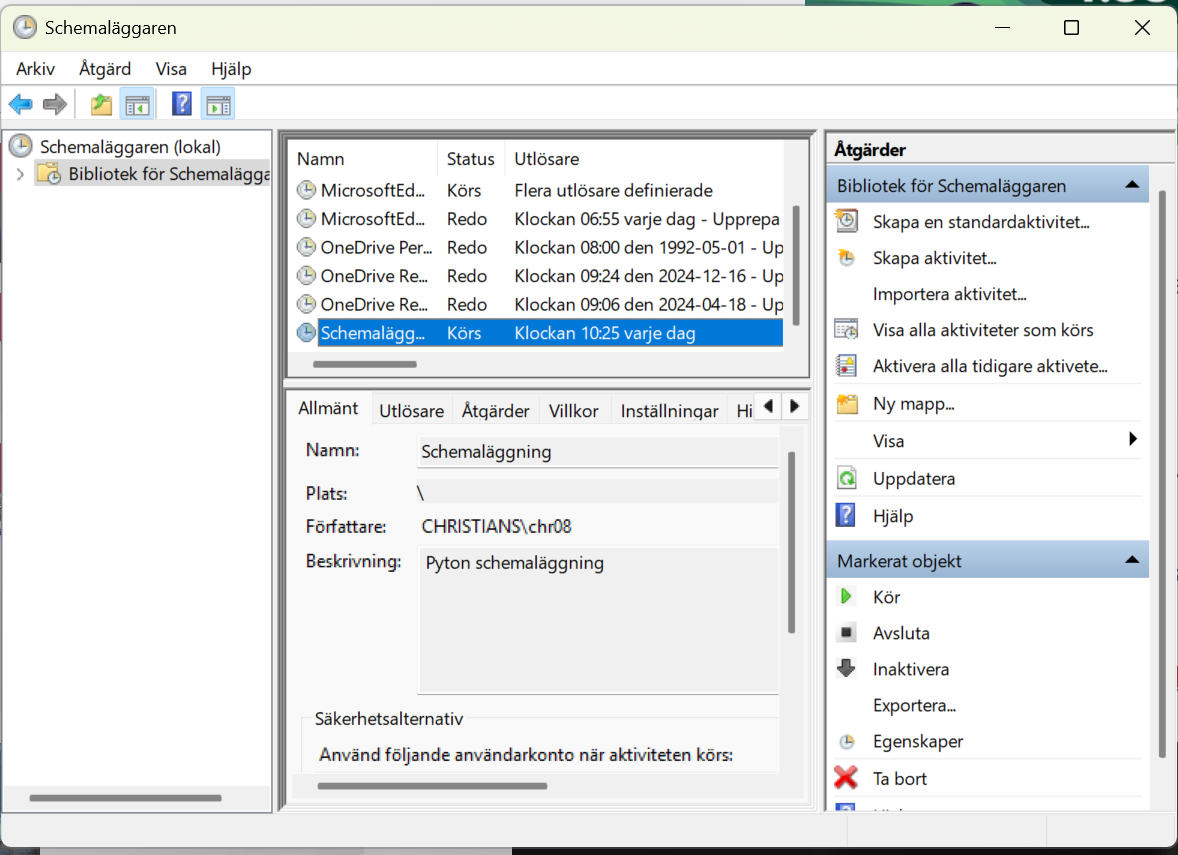 Schemaläggaren
Arkiv Åtgärd Visa Hjälp
Schemaläggaren (lokal)
Bibliotek för Schemalägga
Namn Status Utlösare
MicrosoftEd... Körs Flera utlösare definierade
MicrosoftEd... Redo Klockan 06:55 varje dag - Upprepa
OneDrive Per... Redo Klockan 08:00 den 1992-05-01 - Up
OneDrive Re... Redo Klockan 09:24 den 2024-12-16 - Up
OneDrive Re... Redo Klockan 09:06 den 2024-04-18 - Up
Schemalägg... Körs Klockan 10:25 varje dag
Allmänt Utlösare Åtgärder Villkor Inställningar Hi
Namn: Schemaläggning
Plats: \
Författare: CHRISTIANS\chr08
Beskrivning: Pyton schemaläggning
Säkerhetsalternativ
Använd följande användarkonto när aktiviteten körs:
Åtgärder
Bibliotek för Schemaläggaren
Skapa en standardaktivitet...
Skapa aktivitet...
Importera aktivitet...
Visa alla aktiviteter som körs
Aktivera alla tidigare aktivete...
Ny mapp...
Visa
Uppdatera
Hjälp
Markerat objekt
Kör
Avsluta
Inaktivera
Exportera...
Egenskaper
Ta bort